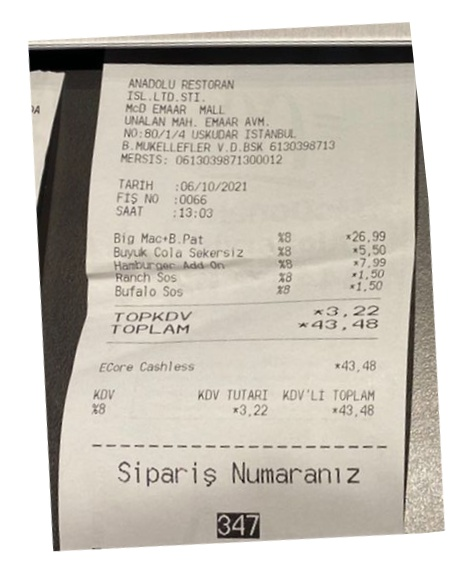 ANADOLU RESTORAN
ISL.LTD.STI.
McD EMAAR MALL
UNALAN MAH. EMAAR AVM.
NO:80/1/4 USKUDAR ISTANBUL
B.MUKELLEFLER V.D.BSK 6130398713
MERSIS: 0613039871300012
TARIH :06/10/2021
FİŞ NO :0066
SAAT :13:03
Big Mac+B.Pat %8 *26,99
Buyuk Cola Sekersiz %8 *5,50
Hamburger Add On %8 *7,99
Ranch Sos %8 *1,50
Bufalo Sos %8 *1,50
TOPKDV *3,22
TOPLAM *43,48
ECore Cashless *43,48
KDV KDV TUTARI KDV'LI TOPLAM
%8 *3,22 *43,48
Sipariş Numaranız
347